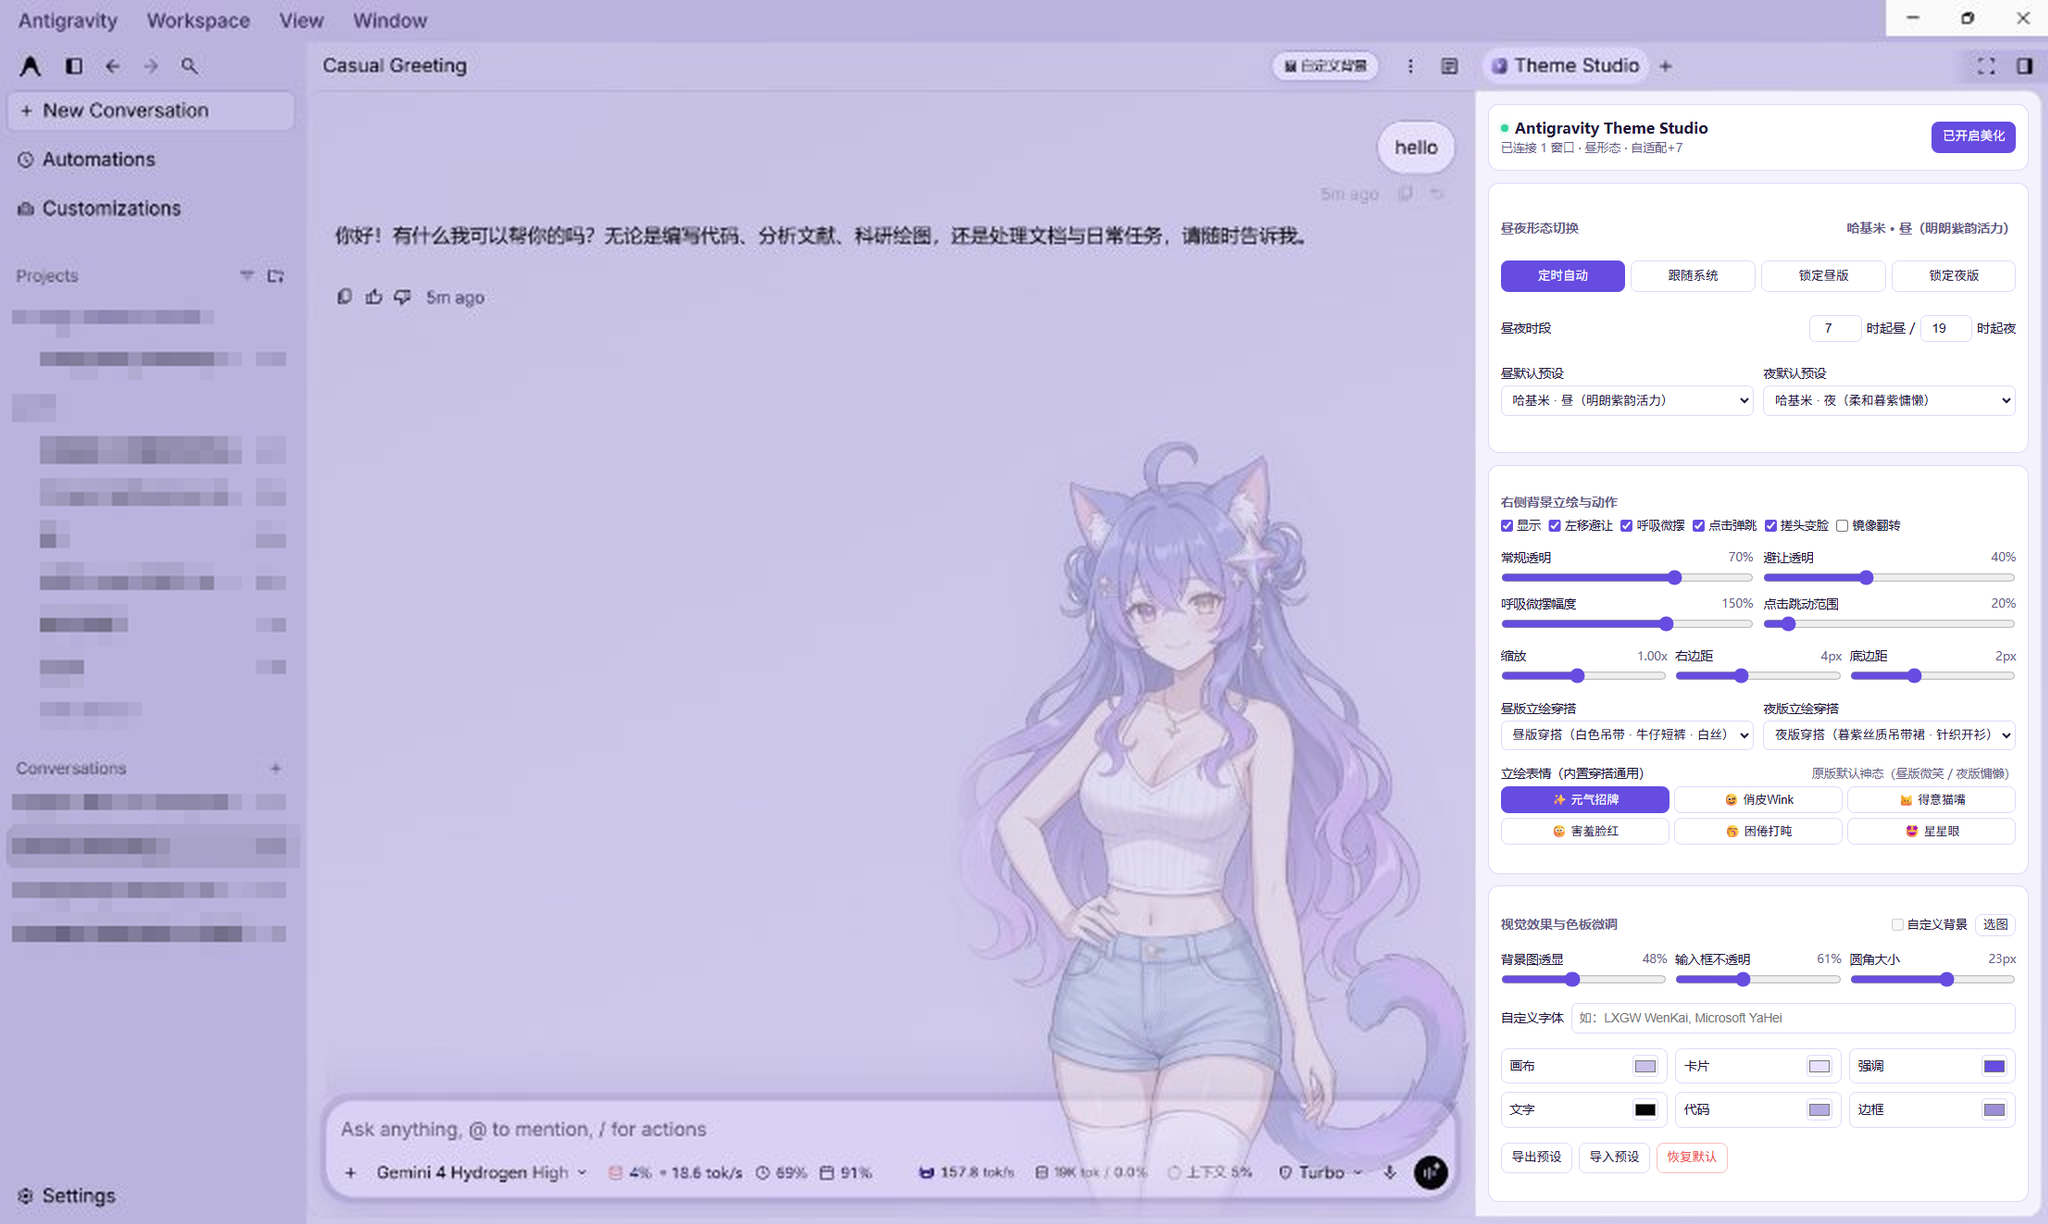 Antigravity Workspace View Window
Casual Greeting
自定义背景
Theme Studio
New Conversation
Automations
Customizations
Projects
Conversations
Settings
hello
5m ago
你好！有什么我可以帮你的吗？无论是编写代码、分析文献、科研绘图，还是处理文档与日常任务，请随时告诉我。
5m ago
Ask anything, @ to mention, / for actions
Gemini 4 Hydrogen High 4% ≈ 18.6 tok/s 69% 91% 157.8 tok/s 19K tok / 0.0% 上下文 5% Turbo
Antigravity Theme Studio
已连接 1 窗口 · 昼形态 · 自适配+7
已开启美化
昼夜形态切换 哈基米 • 昼（明朗紫韵活力）
定时自动 跟随系统 锁定昼版 锁定夜版
昼夜时段 7 时起昼 / 19 时起夜
昼默认预设 夜默认预设
哈基米 · 昼（明朗紫韵活力） 哈基米 · 夜（柔和暮紫慵懒）
右侧背景立绘与动作
显示 左移避让 呼吸微摆 点击弹跳 搓头变脸 镜像翻转
常规透明 70% 避让透明 40%
呼吸微摆幅度 150% 点击跳动范围 20%
缩放 1.00x 右边距 4px 底边距 2px
昼版立绘穿搭 夜版立绘穿搭
昼版穿搭（白色吊带 · 牛仔短裤 · 白丝） 夜版穿搭（暮紫丝质吊带裙 · 针织开衫）
立绘表情（内置穿搭通用） 原版默认神态（昼版微笑 / 夜版慵懒）
元气招牌 俏皮Wink 得意猫嘴
害羞脸红 困倦打盹 星星眼
视觉效果与色板微调 自定义背景 选图
背景图透显 48% 输入框不透明 61% 圆角大小 23px
自定义字体 如：LXGW WenKai, Microsoft YaHei
画布 卡片 强调
文字 代码 边框
导出预设 导入预设 恢复默认